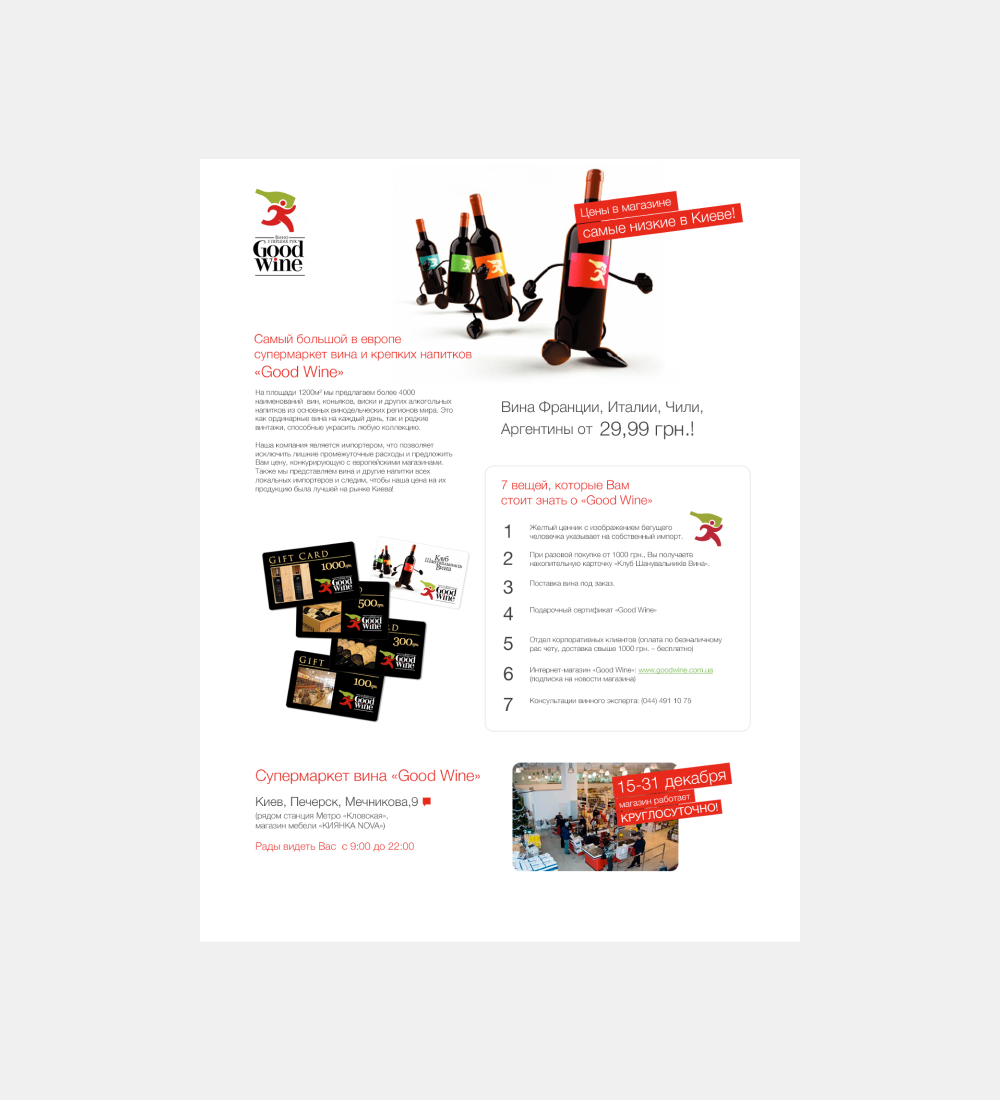 Good
Wine
Цены в магазине
самые низкие в Киеве!
Самый большой в европе
супермаркет вина и крепких напитков
«Good Wine»
На площади 1200м² мы предлагаем более 4000
наименований вин, коньяков, виски и других алкогольных
напитков из основных винодельческих регионов мира. Это
как ординарные вина на каждый день, так и редкие
винтажи, способные украсить любую коллекцию.
Наша компания является импортером, что позволяет
исключить лишние промежуточные расходы и предложить
Вам цену, конкурирующую с европейскими магазинами.
Также мы представляем вина и другие напитки всех
локальных импортеров и следим, чтобы наша цена на их
продукцию была лучшей на рынке Киева!
Вина Франции, Италии, Чили,
Аргентины от 29,99 грн.!
7 вещей, которые Вам
стоит знать о «Good Wine»
1 Желтый ценник с изображением бегущего
человечка указывает на собственный импорт.
2 При разовой покупке от 1000 грн., Вы получаете
накопительную карточку «Клуб Шанувальників Вина».
3 Поставка вина под заказ.
4 Подарочный сертификат «Good Wine»
5 Отдел корпоративных клиентов (оплата по безналичному
рас чету, доставка свыше 1000 грн. – бесплатно)
6 Интернет-магазин «Good Wine»: www.goodwine.com.ua
(подписка на новости магазина)
7 Консультации винного эксперта: (044) 491 10 75
GIFT CARD
1000грн.
Good
Wine
Клуб
Шанувальників
Вина
Good
Wine
D
500грн.
Good
Wine
RD
300грн.
Good
Wine
GIFT
100грн.
Good
Wine
Супермаркет вина «Good Wine»
Киев, Печерск, Мечникова,9
(рядом станция Метро «Кловская»,
магазин мебели «КИЯНКА NOVA»)
Рады видеть Вас с 9:00 до 22:00
15-31 декабря
магазин работает
КРУГЛОСУТОЧНО!